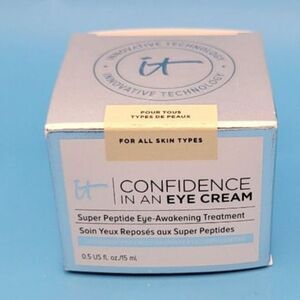 INNOVATIVE TECHNOLOGY
it
INNOVATIVE TECHNOLOGY
POUR TOUS
TYPES DE PEAUX
FOR ALL SKIN TYPES
it
CONFIDENCE
IN AN EYE CREAM
Super Peptide Eye-Awakening Treatment
Soin Yeux Reposés aux Super Peptides
0.5 US fl. oz./15 ml.